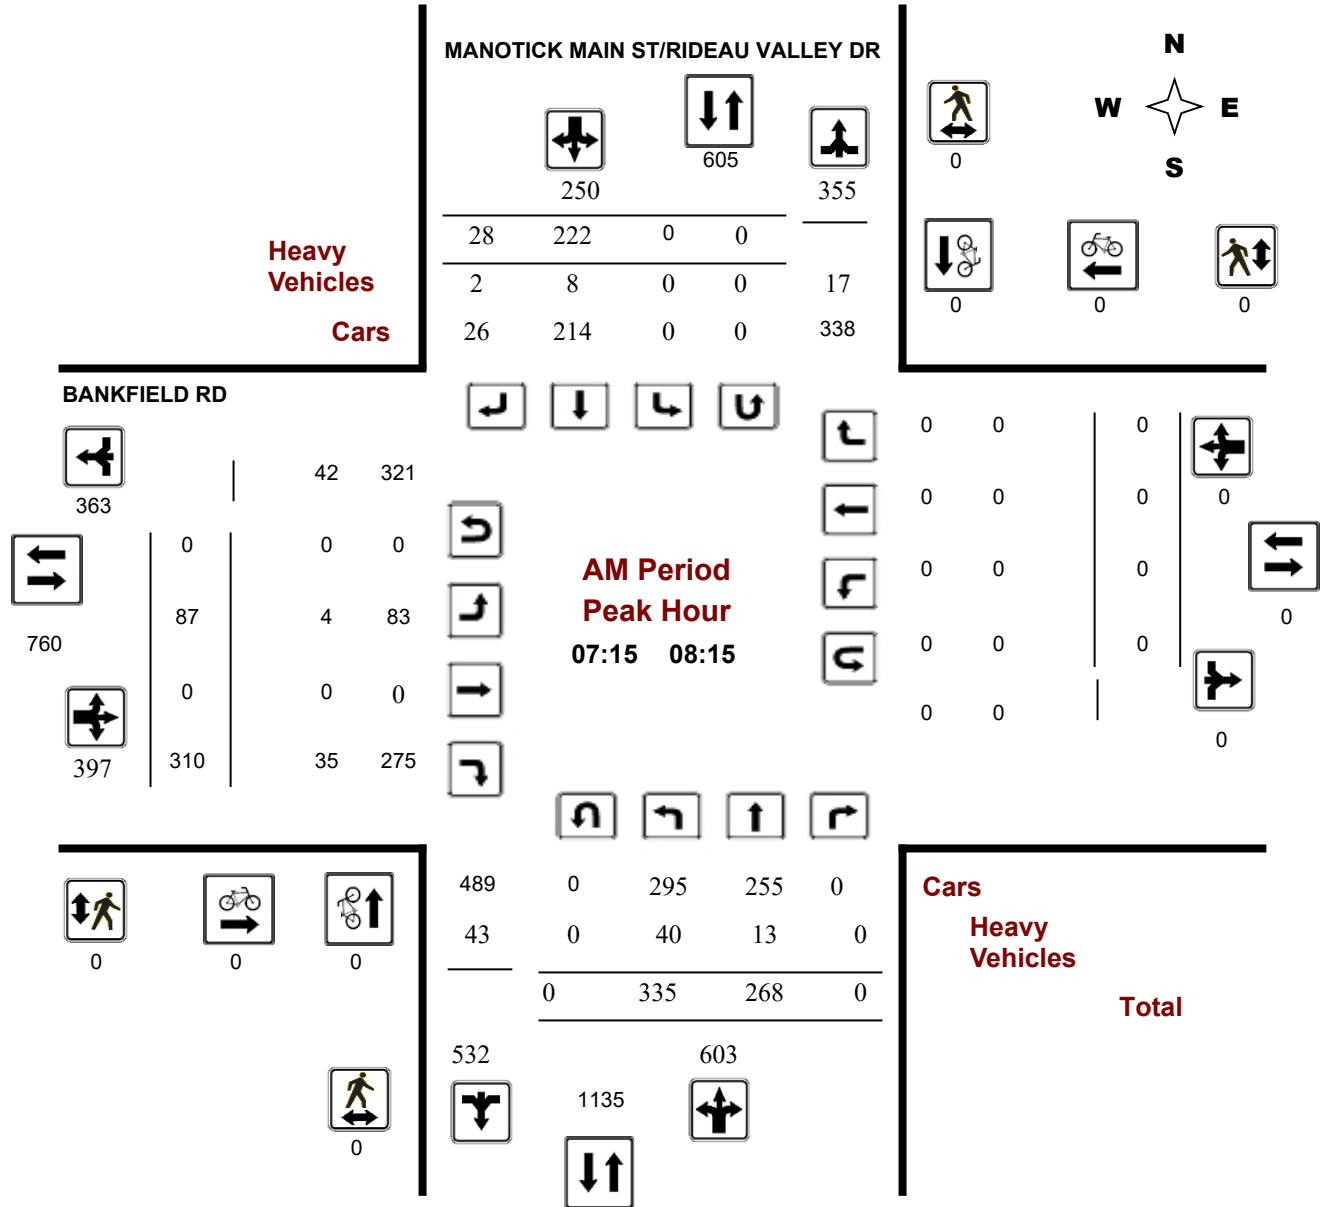 MANOTICK MAIN ST/RIDEAU VALLEY DR
N
W E
S
605
0
250 355
28 222 0 0
Heavy
Vehicles
2 8 0 0 17
0 0 0
Cars
26 214 0 0 338
BANKFIELD RD
0 0 0
42 321
363
0 0 0 0
0 0 0
AM Period
0 0 0
Peak Hour
87 4 83
0
760
07:15 08:15
0 0 0
0 0 0
0 0
397
310 35 275
0
489 0 295 255 0
Cars
43 0 40 13 0
Heavy
Vehicles
0 0 0
0 335 268 0
Total
532 603
1135
0